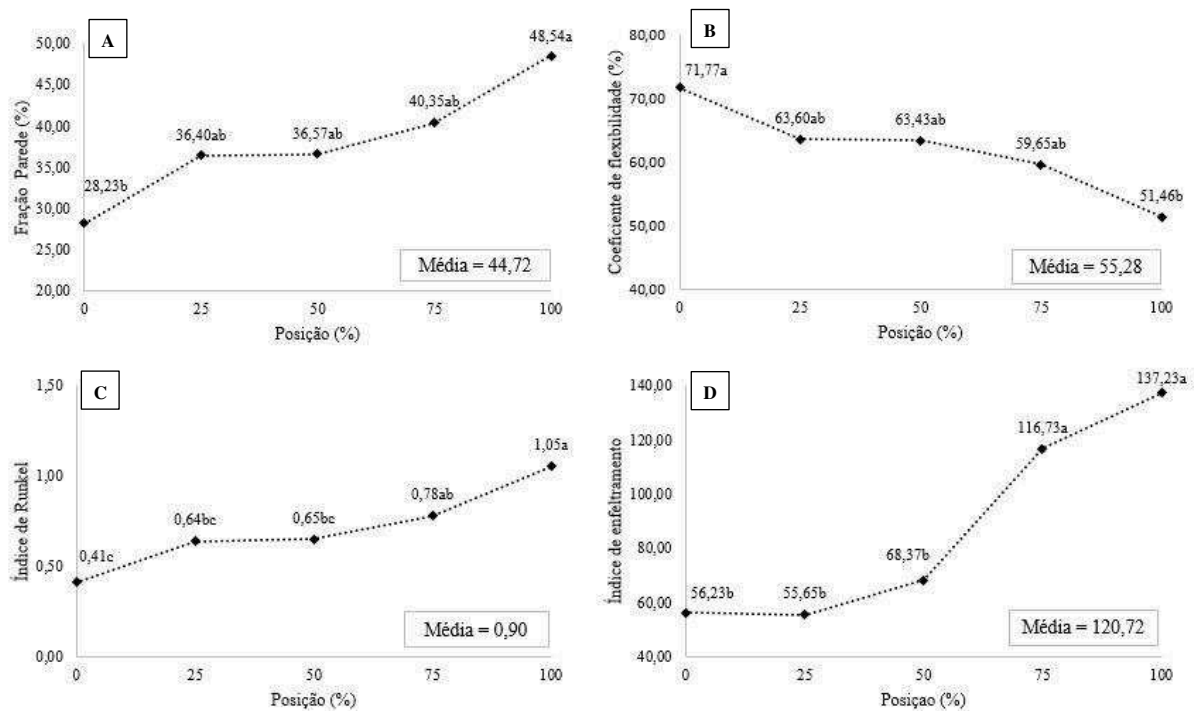 A
Fração Parede (%)
50,00
45,00
40,00
35,00
30,00
25,00
20,00
28,23b
36,40ab
36,57ab
40,35ab
48,54a
Média = 44,72
0
25
50
75
100
Posição (%)
B
Coeficiente de flexibilidade (%)
80,00
70,00
60,00
50,00
40,00
71,77a
63,60ab
63,43ab
59,65ab
51,46b
Média = 55,28
0
25
50
75
100
Posição (%)
C
Índice de Runkel
1,50
1,00
0,50
0,00
0,41c
0,64bc
0,65bc
0,78ab
1,05a
Média = 0,90
0
25
50
75
100
Posição (%)
D
Índice de enfeltramento
140,00
120,00
100,00
80,00
60,00
40,00
56,23b
55,65b
68,37b
116,73a
137,23a
Média = 120,72
0
25
50
75
100
Posiçao (%)